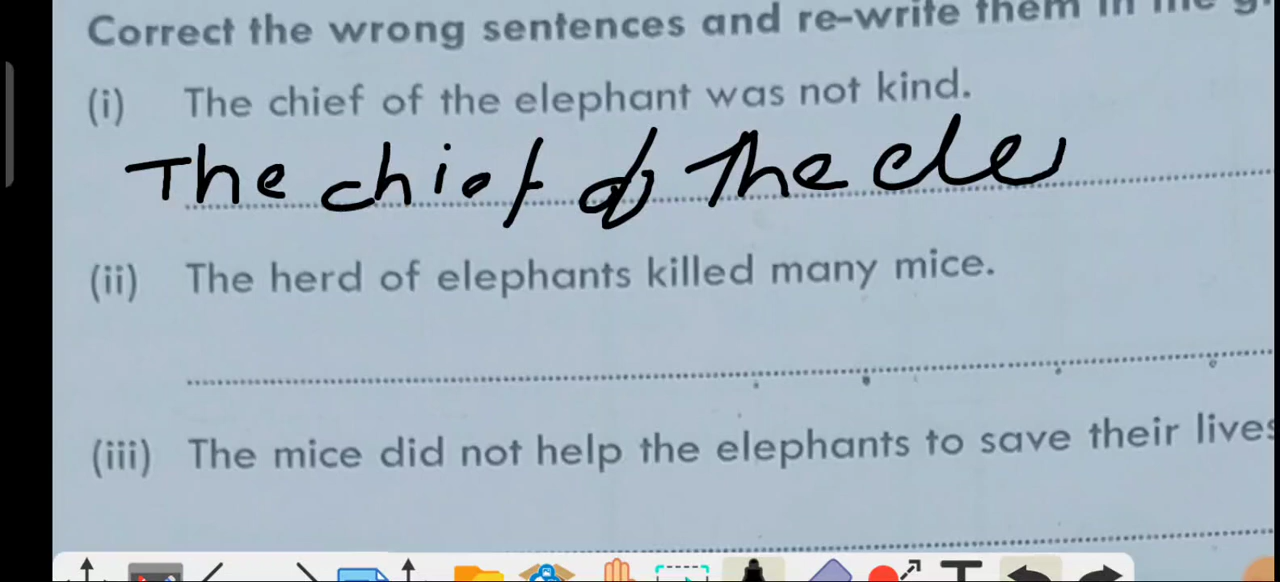 Correct the wrong sentences and re-write them in the
(i) The chief of the elephant was not kind.
The chief of the ele
(ii) The herd of elephants killed many mice.
(iii) The mice did not help the elephants to save their lives